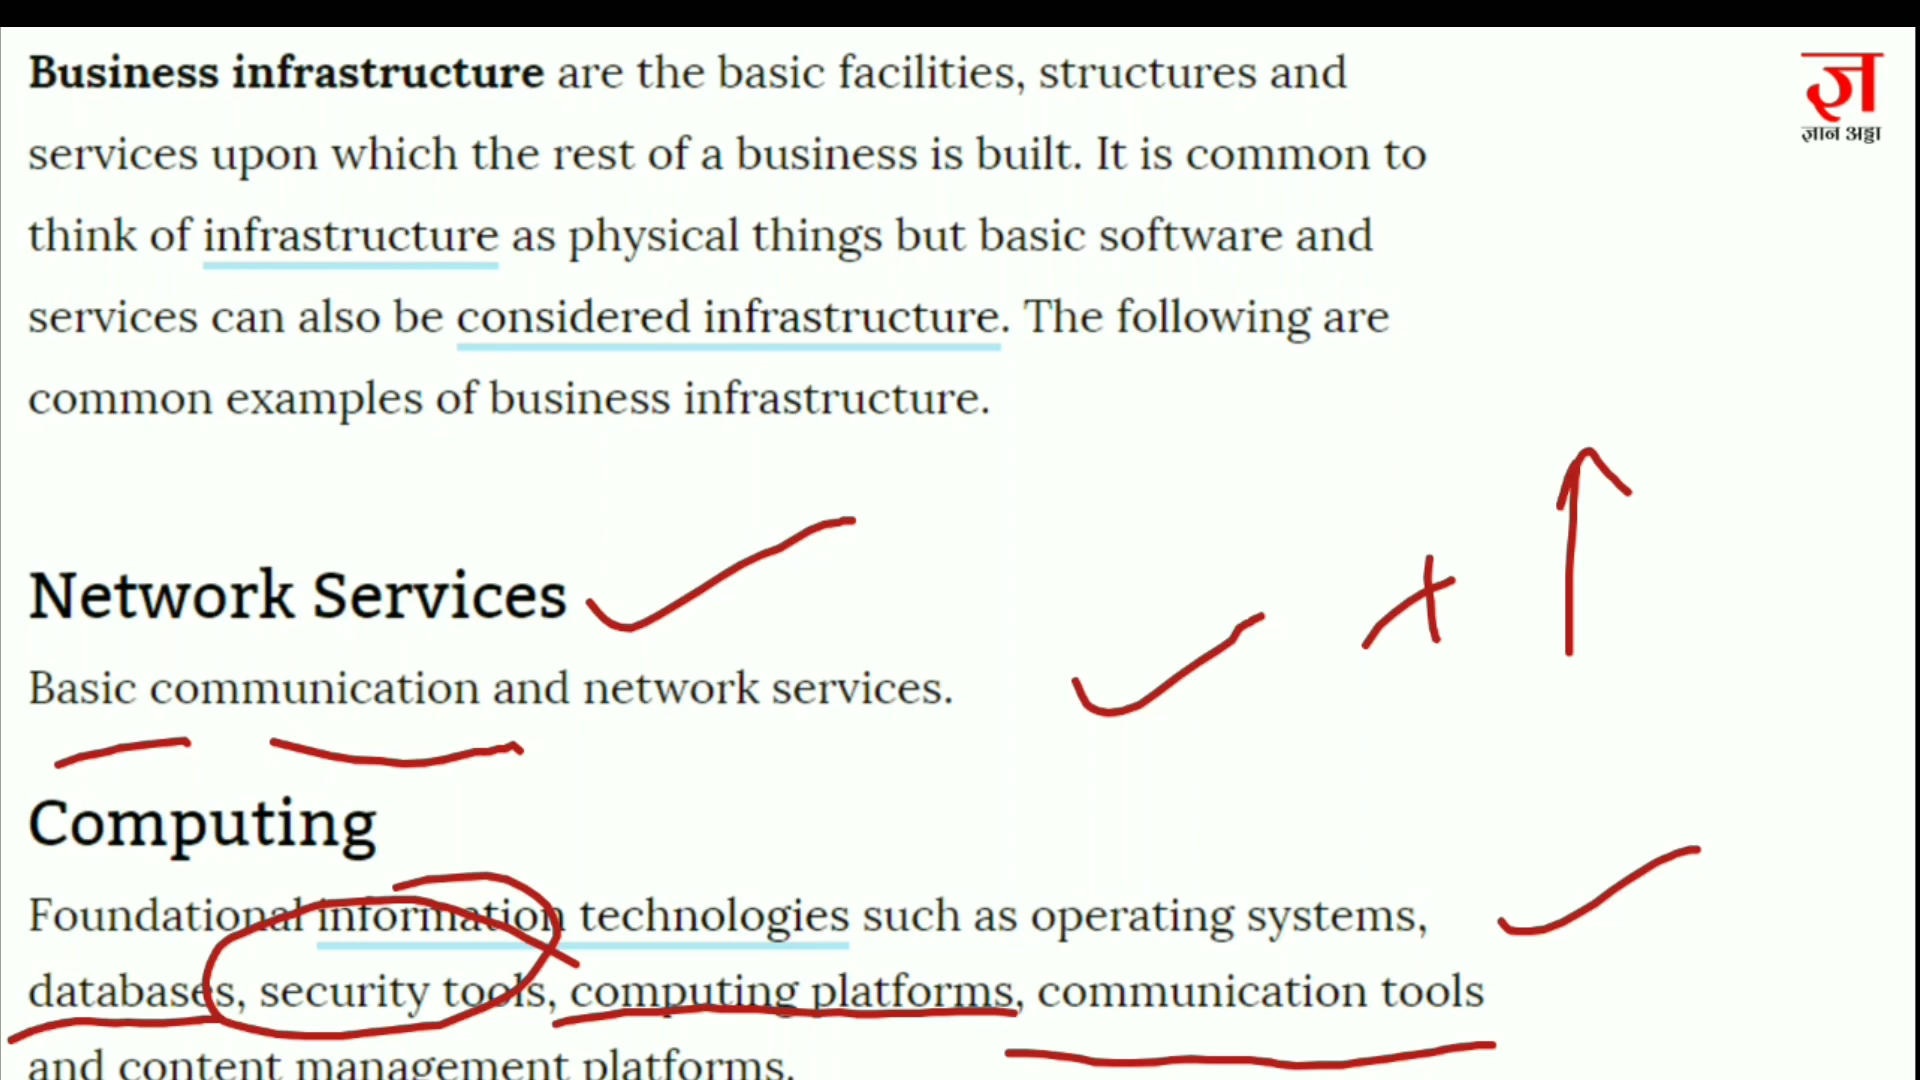 Business infrastructure are the basic facilities, structures and
services upon which the rest of a business is built. It is common to
think of infrastructure as physical things but basic software and
services can also be considered infrastructure. The following are
common examples of business infrastructure.
ज्ञ
ज्ञान अड्डा
Network Services
Basic communication and network services.
Computing
Foundational information technologies such as operating systems,
databases, security tools, computing platforms, communication tools
and content management platforms.